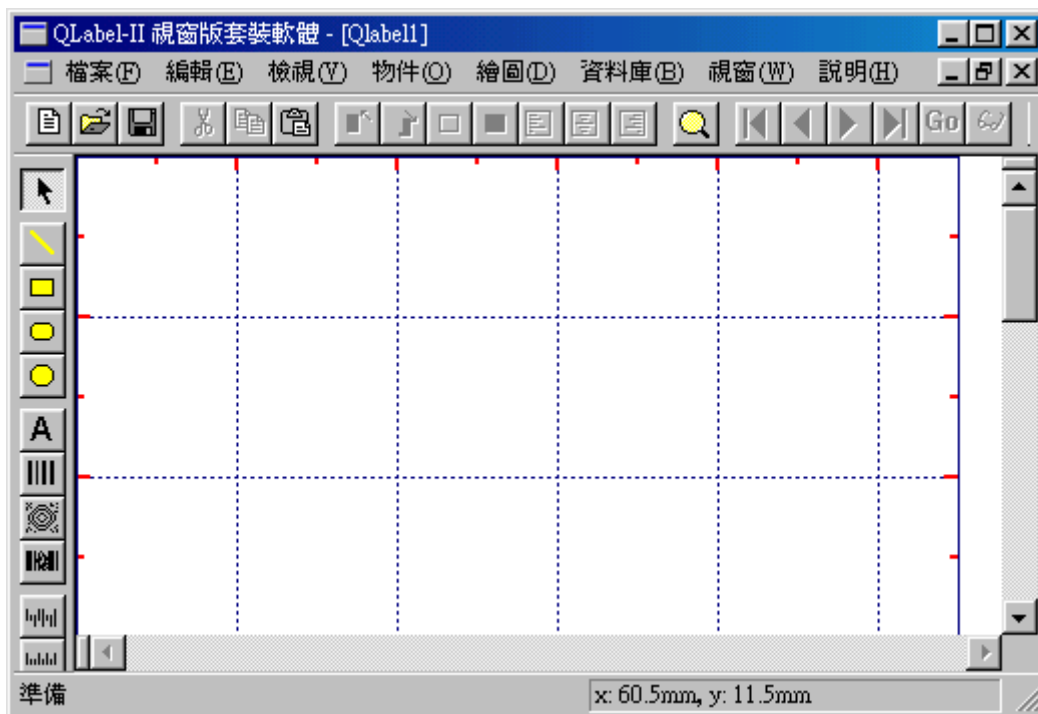 QLabel-II 視窗版套裝軟體 - [Qlabel1]
檔案(F) 編輯(E) 檢視(V) 物件(O) 繪圖(D) 資料庫(B) 視窗(W) 說明(H)
Go
A
準備 x: 60.5mm, y: 11.5mm